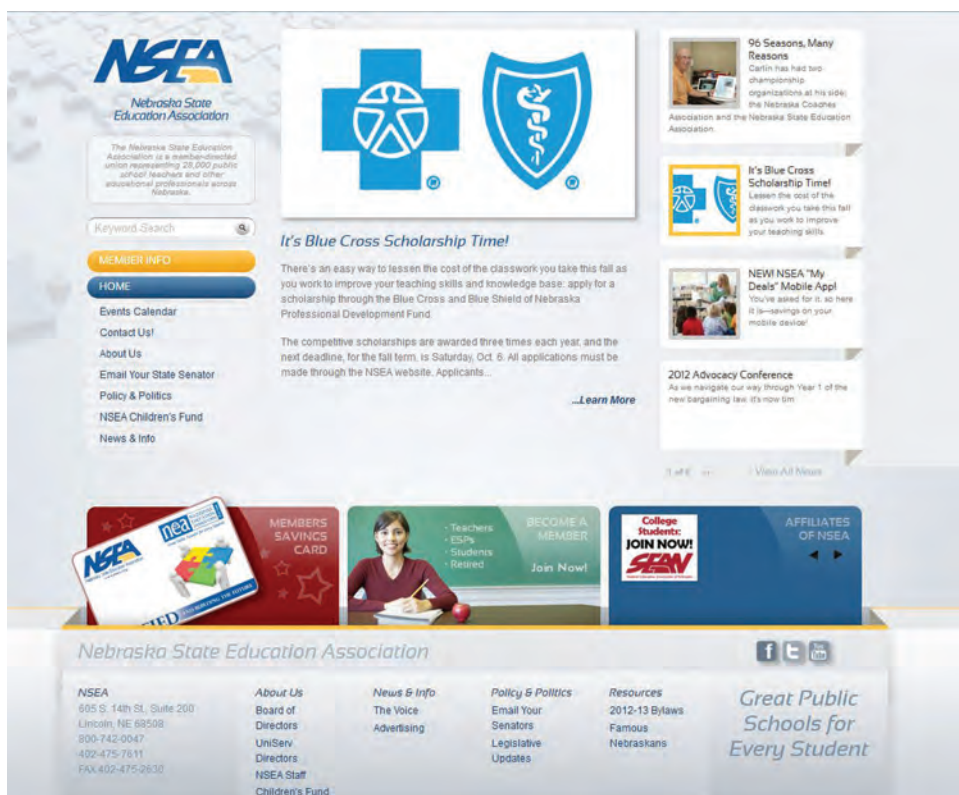 NSEA
Nebraska State
Education Association
The Nebraska State Education
Association is a member-directed
union representing 28,000 public
school teachers and other
educational professionals across
Nebraska.
Keyword Search
MEMBER INFO
HOME
Events Calendar
Contact Us!
About Us
Email Your State Senator
Policy & Politics
NSEA Children's Fund
News & Info
®
®
It's Blue Cross Scholarship Time!
There's an easy way to lessen the cost of the classwork you take this fall as
you work to improve your teaching skills and knowledge base: apply for a
scholarship through the Blue Cross and Blue Shield of Nebraska
Professional Development Fund.
The competitive scholarships are awarded three times each year, and the
next deadline, for the fall term, is Saturday, Oct. 6. All applications must be
made through the NSEA website. Applicants...
...Learn More
96 Seasons, Many
Reasons
Carlin has had two
championship
organizations at his side:
the Nebraska Coaches
Association and the Nebraska State Education
Association.
It's Blue Cross
Scholarship Time!
Lessen the cost of the
classwork you take this fall
as you work to improve
your teaching skills
NEW! NSEA "My
Deals" Mobile App!
You've asked for it, so here
it is—savings on your
mobile device!
2012 Advocacy Conference
As we navigate our way through Year 1 of the
new bargaining law, it's now tim
1 of 6
View All News
NSEA
nea
AND BUILDING THE FUTURE
MEMBERS
SAVINGS
CARD
· Teachers
· ESPs
· Students
· Retired
BECOME A
MEMBER
Join Now!
College
Students:
JOIN NOW!
SEAN
AFFILIATES
OF NSEA
Nebraska State Education Association
f t You Tube
NSEA
605 S. 14th St., Suite 200
Lincoln, NE 68508
800-742-0047
402-475-7611
FAX 402-475-2630
About Us
Board of
Directors
UniServ
Directors
NSEA Staff
Children's Fund
News & Info
The Voice
Advertising
Policy & Politics
Email Your
Senators
Legislative
Updates
Resources
2012-13 Bylaws
Famous
Nebraskans
Great Public
Schools for
Every Student